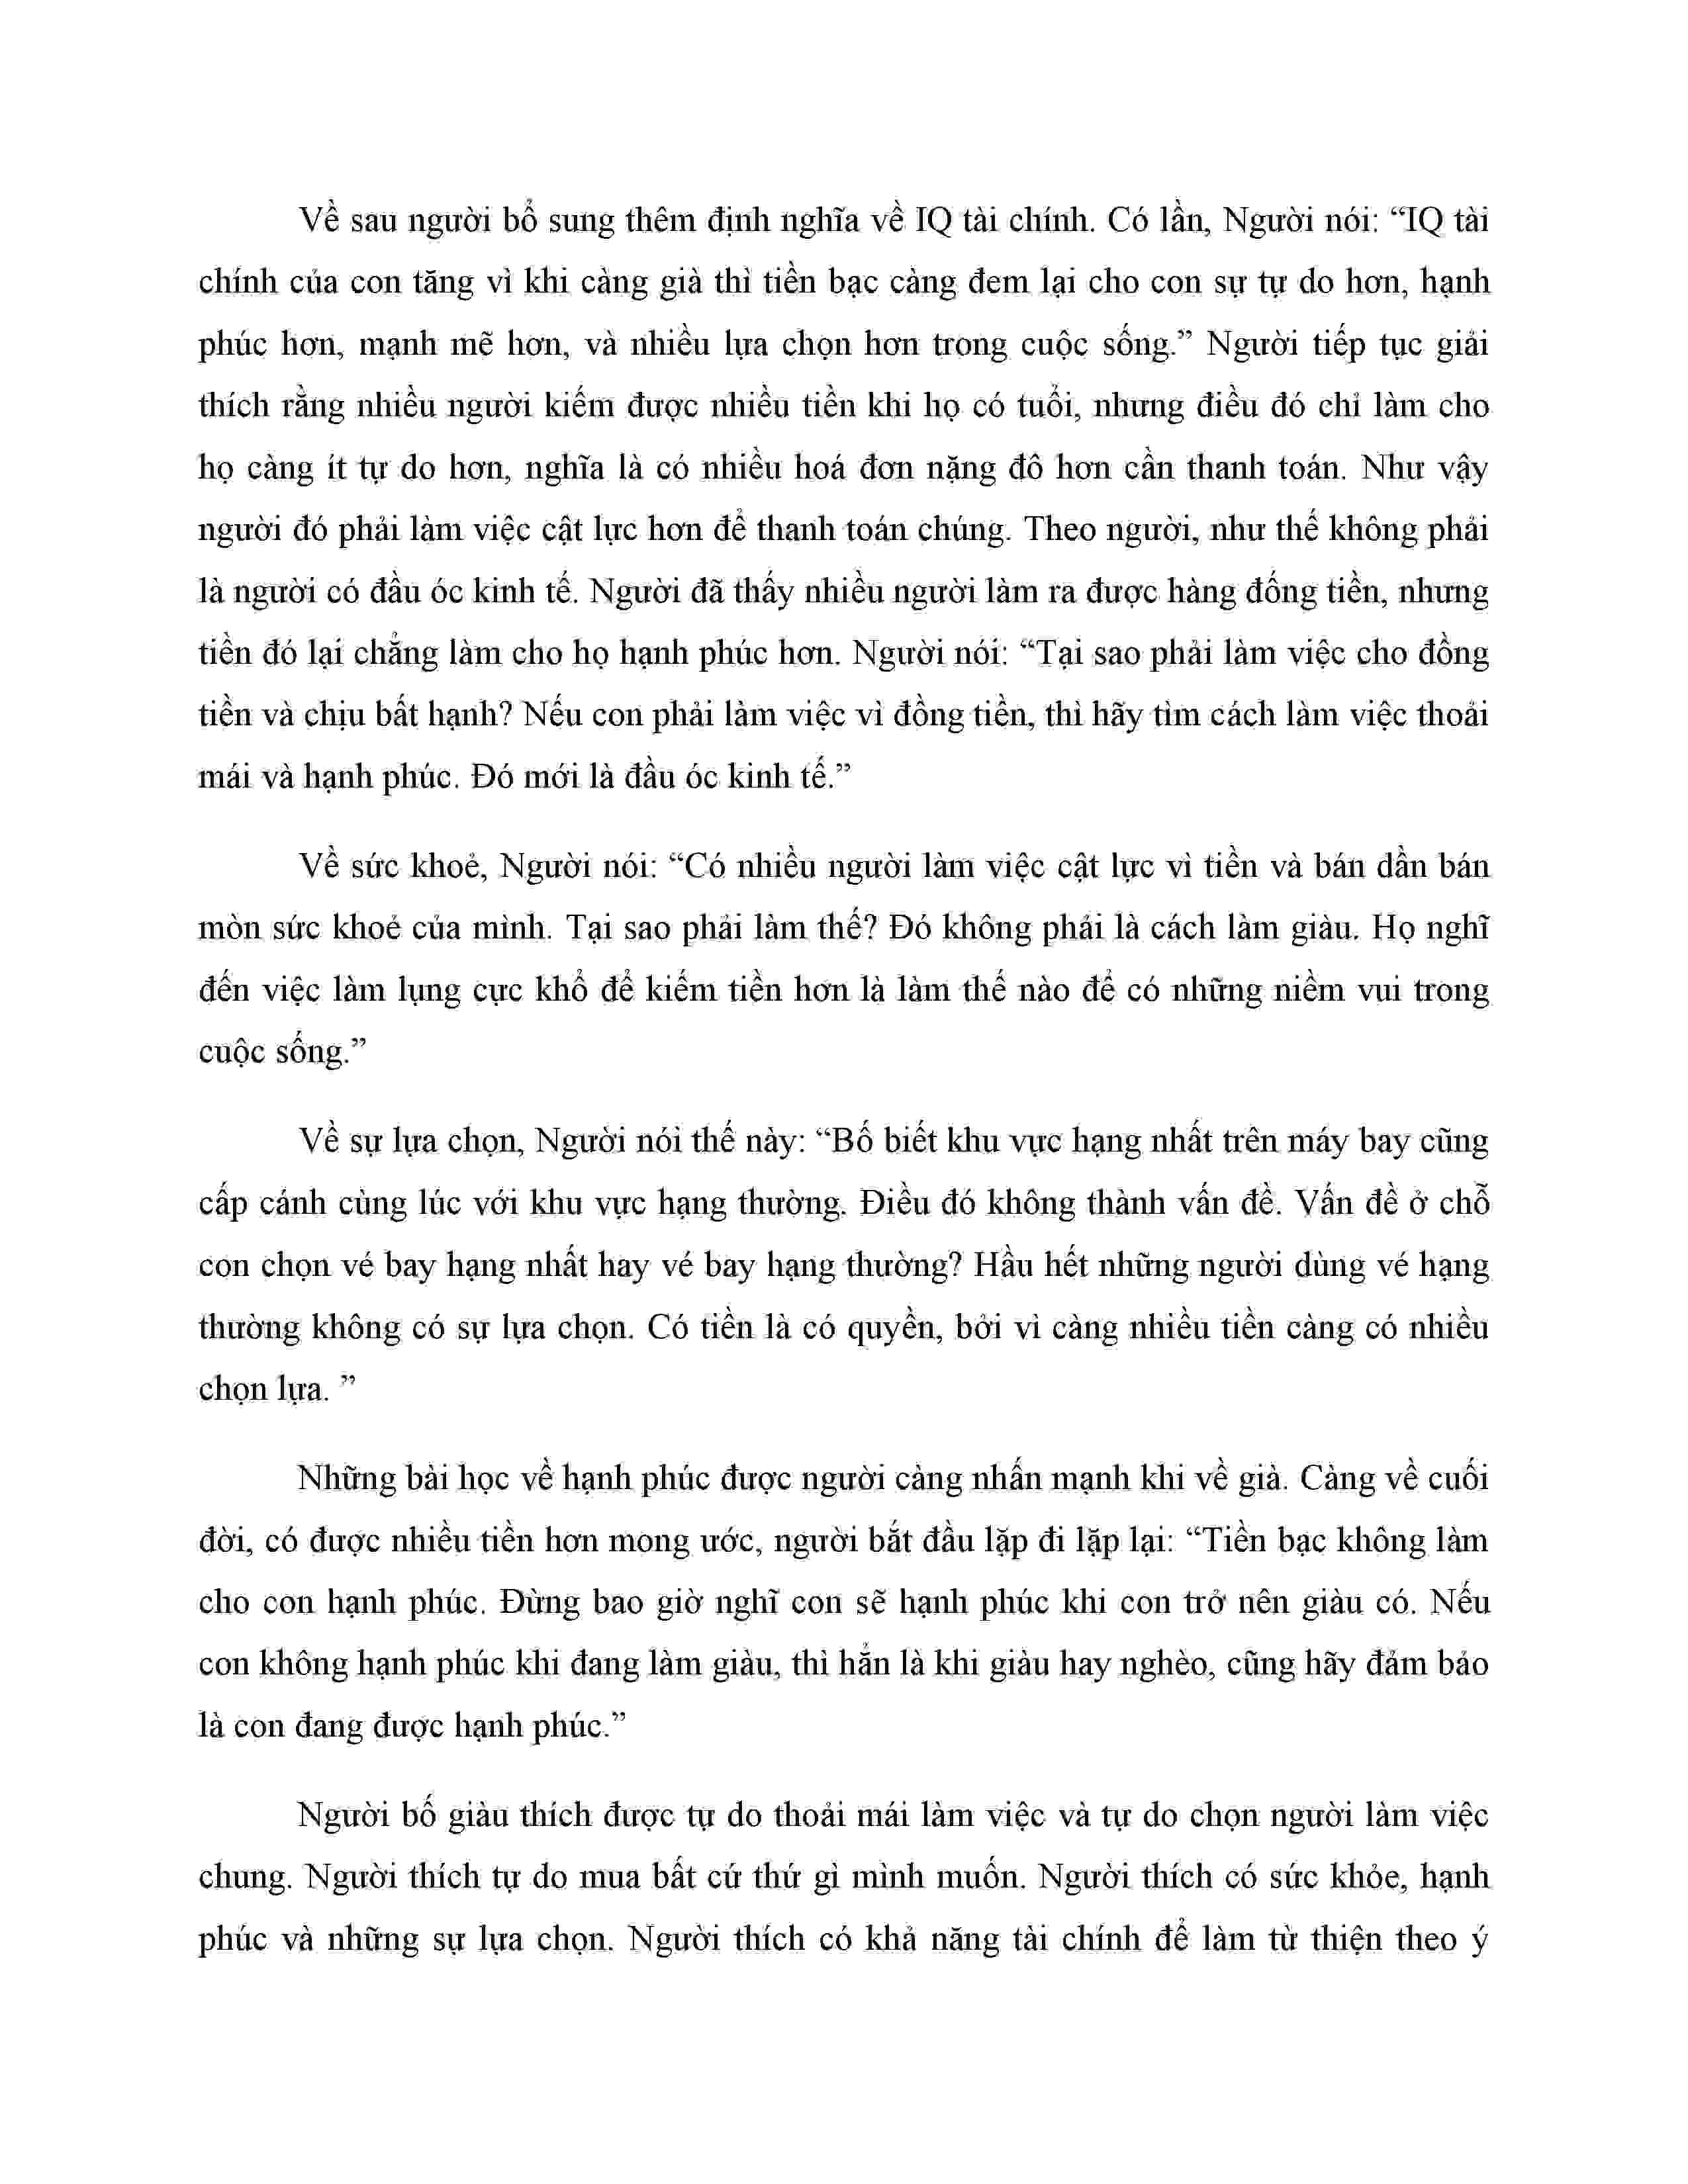 Về sau người bổ sung thêm định nghĩa về IQ tài chính. Có lần, Người nói: “IQ tài
chính của con tăng vì khi càng già thì tiền bạc càng đem lại cho con sự tự do hơn, hạnh
phúc hơn, mạnh mẽ hơn, và nhiều lựa chọn hơn trong cuộc sống.” Người tiếp tục giải
thích rằng nhiều người kiếm được nhiều tiền khi họ có tuổi, nhưng điều đó chỉ làm cho
họ càng ít tự do hơn, nghĩa là có nhiều hoá đơn nặng đô hơn cần thanh toán. Như vậy
người đó phải làm việc cật lực hơn để thanh toán chúng. Theo người, như thế không phải
là người có đầu óc kinh tế. Người đã thấy nhiều người làm ra được hàng đống tiền, nhưng
tiền đó lại chẳng làm cho họ hạnh phúc hơn. Người nói: “Tại sao phải làm việc cho đồng
tiền và chịu bất hạnh? Nếu con phải làm việc vì đồng tiền, thì hãy tìm cách làm việc thoải
mái và hạnh phúc. Đó mới là đầu óc kinh tế.”
Về sức khoẻ, Người nói: “Có nhiều người làm việc cật lực vì tiền và bán dần bán
mòn sức khoẻ của mình. Tại sao phải làm thế? Đó không phải là cách làm giàu. Họ nghĩ
đến việc làm lụng cực khổ để kiếm tiền hơn là làm thế nào để có những niềm vui trong
cuộc sống.”
Về sự lựa chọn, Người nói thế này: “Bố biết khu vực hạng nhất trên máy bay cũng
cấp cánh cùng lúc với khu vực hạng thường. Điều đó không thành vấn đề. Vấn đề ở chỗ
con chọn vé bay hạng nhất hay vé bay hạng thường? Hầu hết những người dùng vé hạng
thường không có sự lựa chọn. Có tiền là có quyền, bởi vì càng nhiều tiền càng có nhiều
chọn lựa. ”
Những bài học về hạnh phúc được người càng nhấn mạnh khi về già. Càng về cuối
đời, có được nhiều tiền hơn mong ước, người bắt đầu lặp đi lặp lại: “Tiền bạc không làm
cho con hạnh phúc. Đừng bao giờ nghĩ con sẽ hạnh phúc khi con trở nên giàu có. Nếu
con không hạnh phúc khi đang làm giàu, thì hẳn là khi giàu hay nghèo, cũng hãy đảm bảo
là con đang được hạnh phúc.”
Người bố giàu thích được tự do thoải mái làm việc và tự do chọn người làm việc
chung. Người thích tự do mua bất cứ thứ gì mình muốn. Người thích có sức khỏe, hạnh
phúc và những sự lựa chọn. Người thích có khả năng tài chính để làm từ thiện theo ý